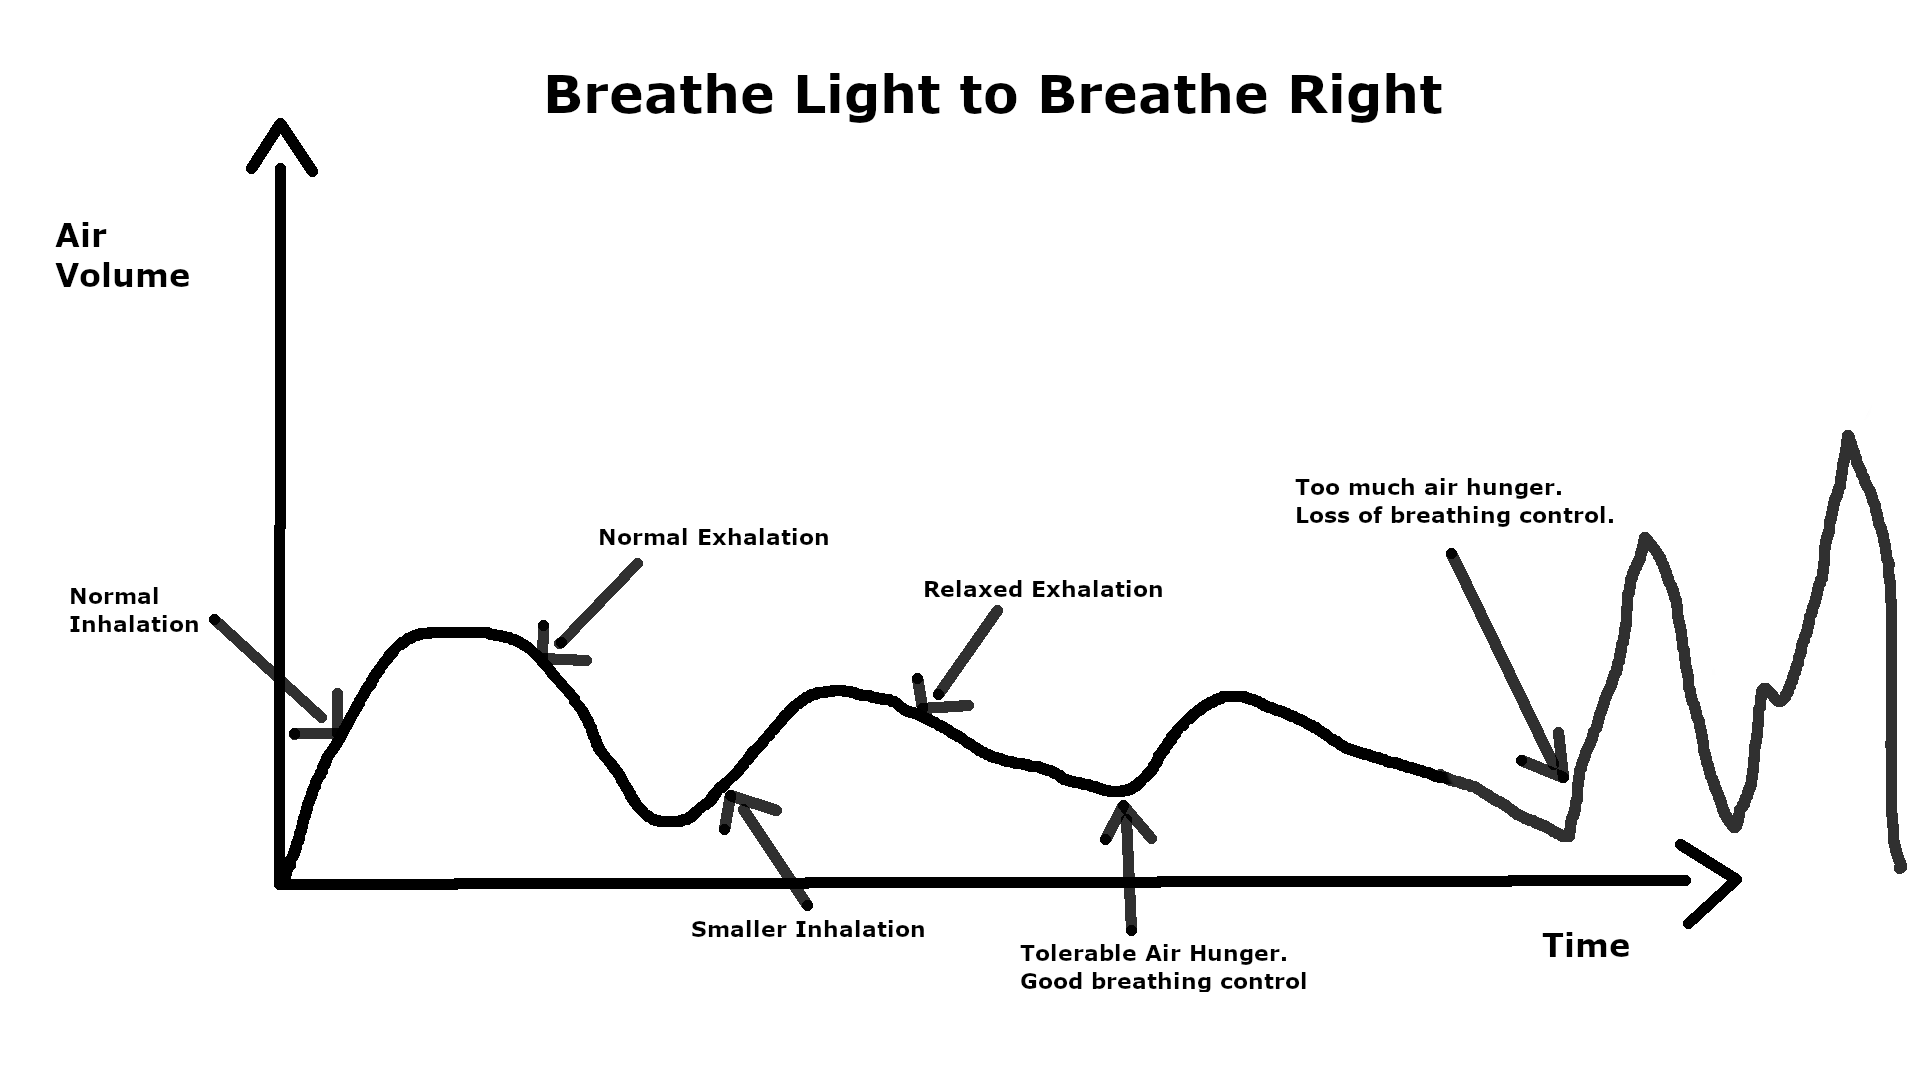 Breathe Light to Breathe Right
Air
Volume
Too much air hunger.
Loss of breathing control.
Normal Exhalation
Relaxed Exhalation
Normal
Inhalation
Smaller Inhalation
Tolerable Air Hunger.
Good breathing control
Time